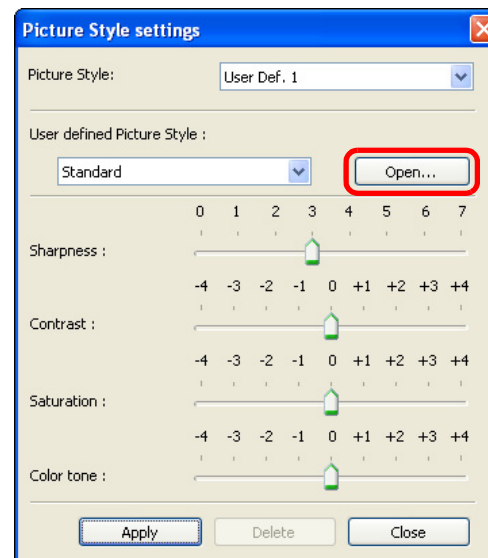 Picture Style settings
Picture Style: User Def. 1
User defined Picture Style :
Standard Open...
0 1 2 3 4 5 6 7
Sharpness :
-4 -3 -2 -1 0 +1 +2 +3 +4
Contrast :
-4 -3 -2 -1 0 +1 +2 +3 +4
Saturation :
-4 -3 -2 -1 0 +1 +2 +3 +4
Color tone :
Apply Delete Close